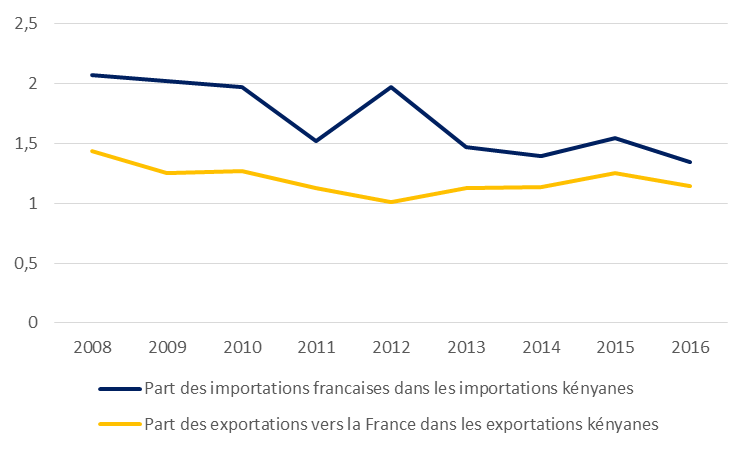 2,5
2
1,5
1
0,5
0
2008 2009 2010 2011 2012 2013 2014 2015 2016
Part des importations francaises dans les importations kényanes
Part des exportations vers la France dans les exportations kényanes